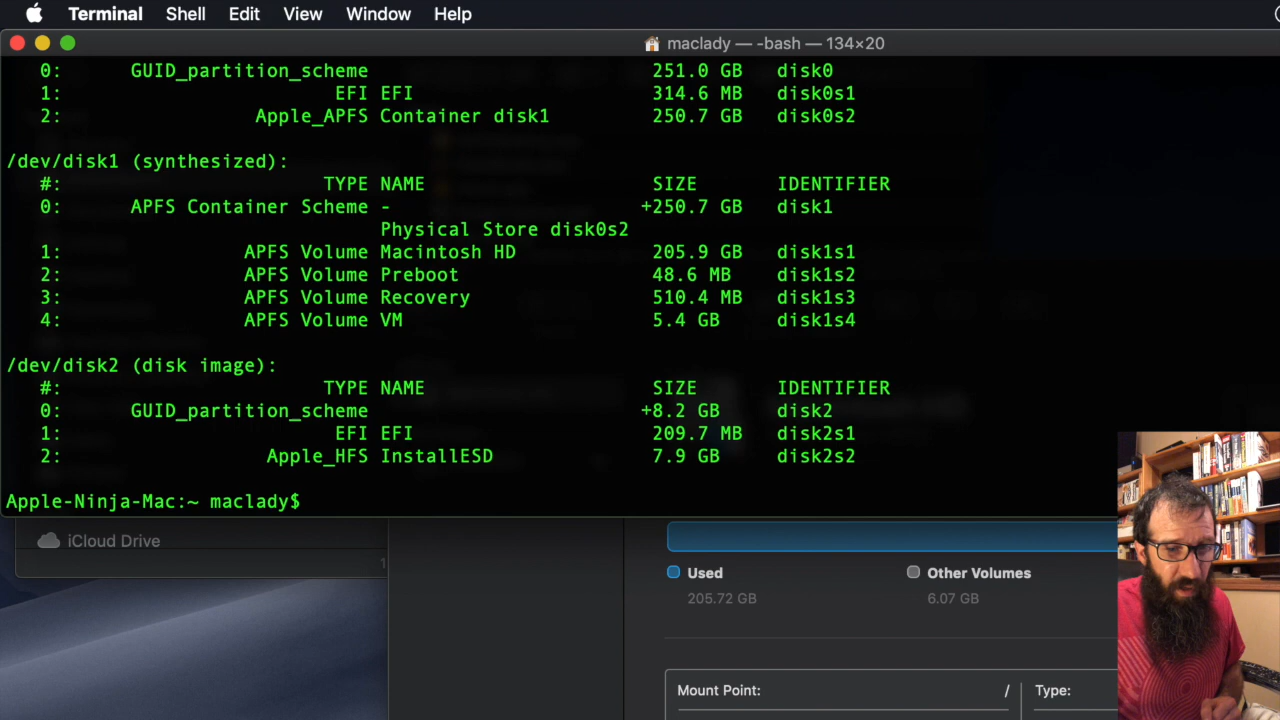 Terminal Shell Edit View Window Help
maclady — -bash — 134×20
0: GUID_partition_scheme 251.0 GB disk0
1: EFI EFI 314.6 MB disk0s1
2: Apple_APFS Container disk1 250.7 GB disk0s2
/dev/disk1 (synthesized):
#: TYPE NAME SIZE IDENTIFIER
0: APFS Container Scheme - +250.7 GB disk1
Physical Store disk0s2
1: APFS Volume Macintosh HD 205.9 GB disk1s1
2: APFS Volume Preboot 48.6 MB disk1s2
3: APFS Volume Recovery 510.4 MB disk1s3
4: APFS Volume VM 5.4 GB disk1s4
/dev/disk2 (disk image):
#: TYPE NAME SIZE IDENTIFIER
0: GUID_partition_scheme +8.2 GB disk2
1: EFI EFI 209.7 MB disk2s1
2: Apple_HFS InstallESD 7.9 GB disk2s2
Apple-Ninja-Mac:~ maclady$
iCloud Drive
1
Used Other Volumes
205.72 GB 6.07 GB
Mount Point: / Type: